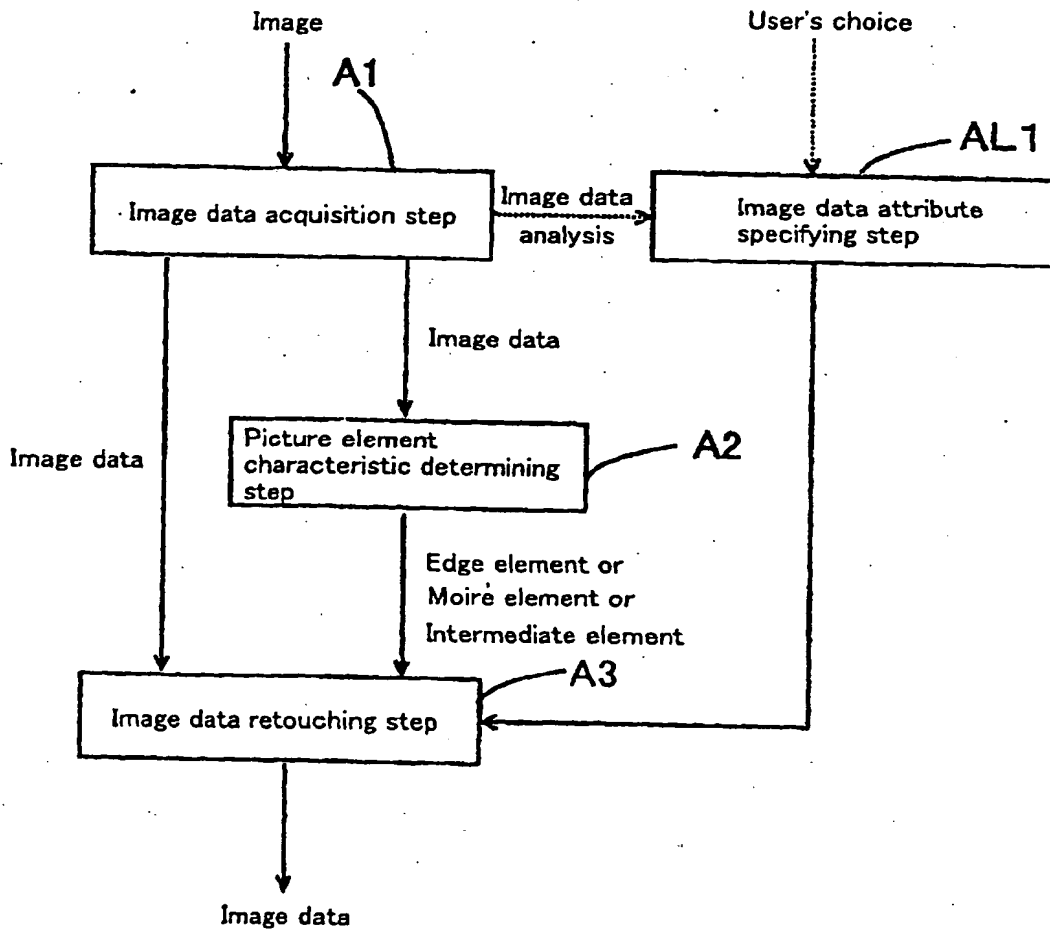 Image
User's choice
A1
AL1
Image data acquisition step
Image data
analysis
Image data attribute
specifying step
Image data
Image data
Picture element
characteristic determining
step
A2
Edge element or
Moiré element or
Intermediate element
A3
Image data retouching step
Image data